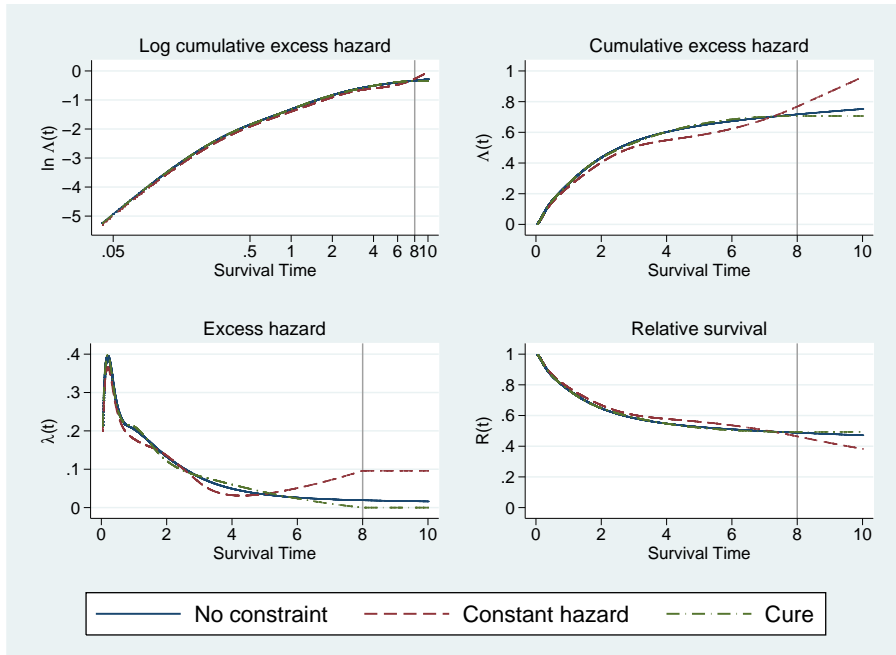 Log cumulative excess hazard
0
−1
−2
−3
−4
−5
ln Λ(t)
.05 .5 1 2 4 6 8 10
Survival Time
Cumulative excess hazard
1
.8
.6
.4
.2
0
Λ(t)
0 2 4 6 8 10
Survival Time
Excess hazard
.4
.3
.2
.1
0
λ(t)
0 2 4 6 8 10
Survival Time
Relative survival
1
.8
.6
.4
.2
0
R(t)
0 2 4 6 8 10
Survival Time
No constraint Constant hazard Cure